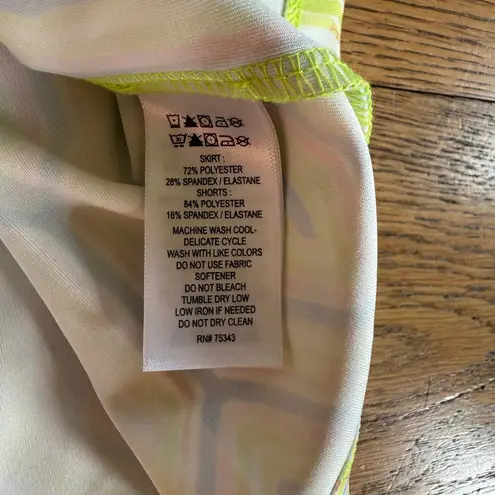 SKIRT :
72% POLYESTER
28% SPANDEX / ELASTANE
SHORTS :
84% POLYESTER
16% SPANDEX / ELASTANE
MACHINE WASH COOL-
DELICATE CYCLE
WASH WITH LIKE COLORS
DO NOT USE FABRIC
SOFTENER
DO NOT BLEACH
TUMBLE DRY LOW
LOW IRON IF NEEDED
DO NOT DRY CLEAN
RN# 75343